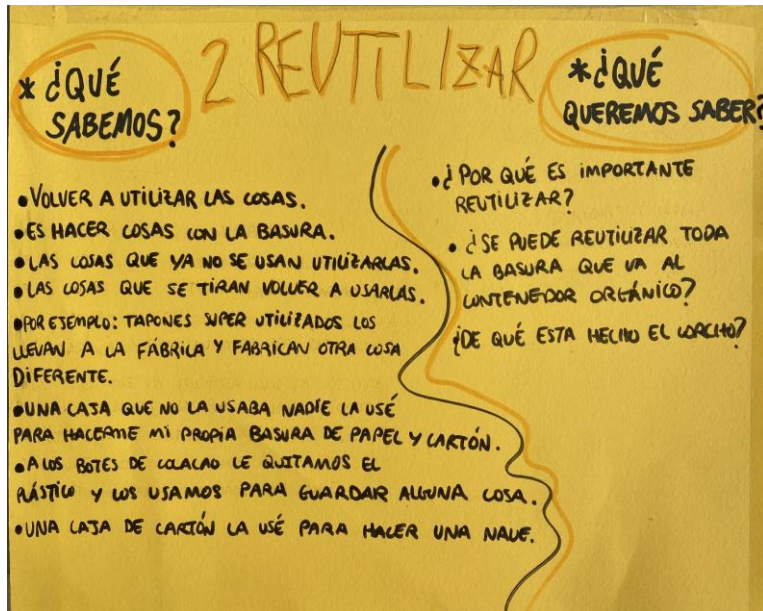 2 REUTILIZAR
* ¿QUÉ
SABEMOS?
• VOLVER A UTILIZAR LAS COSAS.
• ES HACER COSAS CON LA BASURA.
• LAS COSAS QUE YA NO SE USAN UTILIZARLAS.
• LAS COSAS QUE SE TIRAN VOLVER A USARLAS.
• POR EJEMPLO: TAPONES SUPER UTILIZADOS LOS
LLEVAN A LA FÁBRICA Y FABRICAN OTRA COSA
DIFERENTE.
• UNA CAJA QUE NO LA USABA NADIE LA USÉ
PARA HACERME MI PROPIA BASURA DE PAPEL Y CARTÓN.
• A LOS BOTES DE COLACAO LE QUITAMOS EL
PLÁSTICO Y LOS USAMOS PARA GUARDAR ALGUNA COSA.
• UNA CAJA DE CARTÓN LA USÉ PARA HACER UNA NAVE.
* ¿QUÉ
QUEREMOS SABER?
• ¿POR QUÉ ES IMPORTANTE
REUTILIZAR?
• ¿SE PUEDE REUTILIZAR TODA
LA BASURA QUE VA AL
CONTENEDOR ORGÁNICO?
¿DE QUÉ ESTA HECHO EL CORCHO?